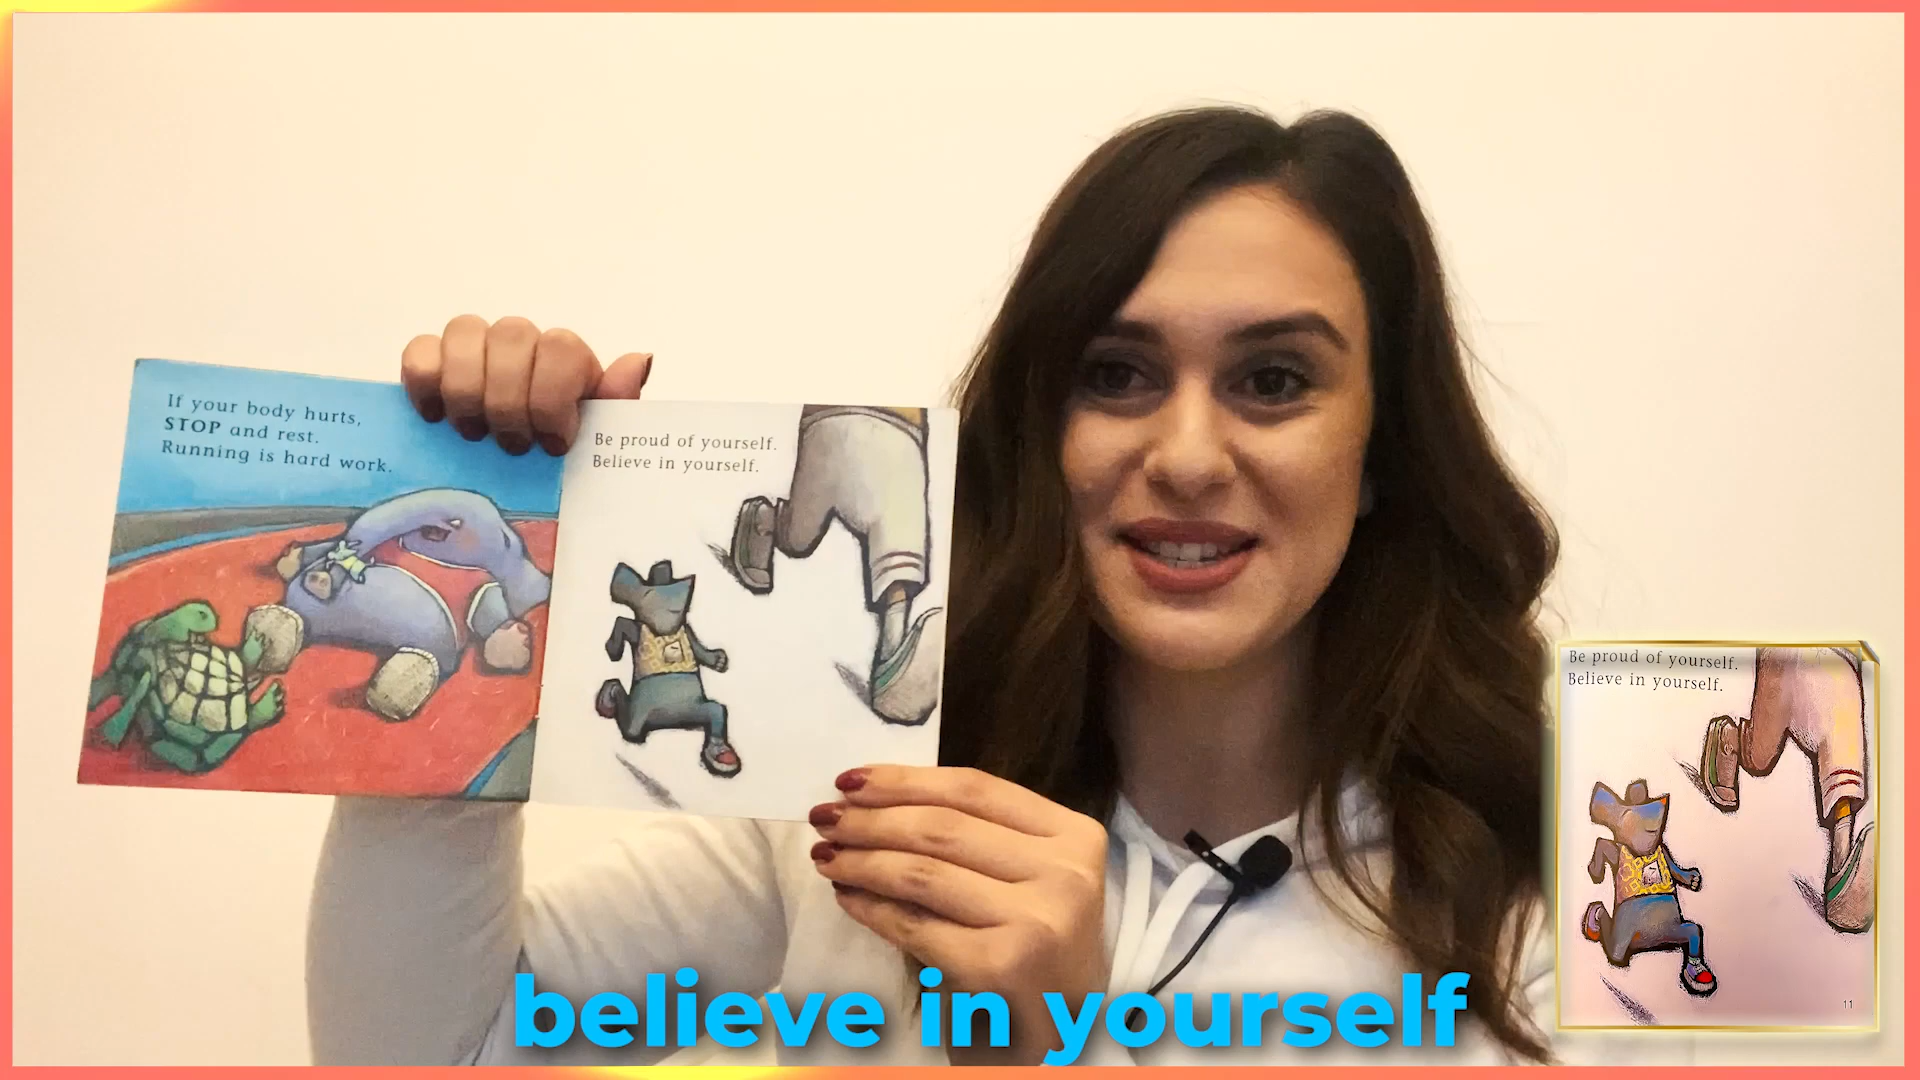 If your body hurts,
STOP and rest.
Running is hard work.
Be proud of yourself.
Believe in yourself.
Be proud of yourself.
Believe in yourself.
11
believe in yourself